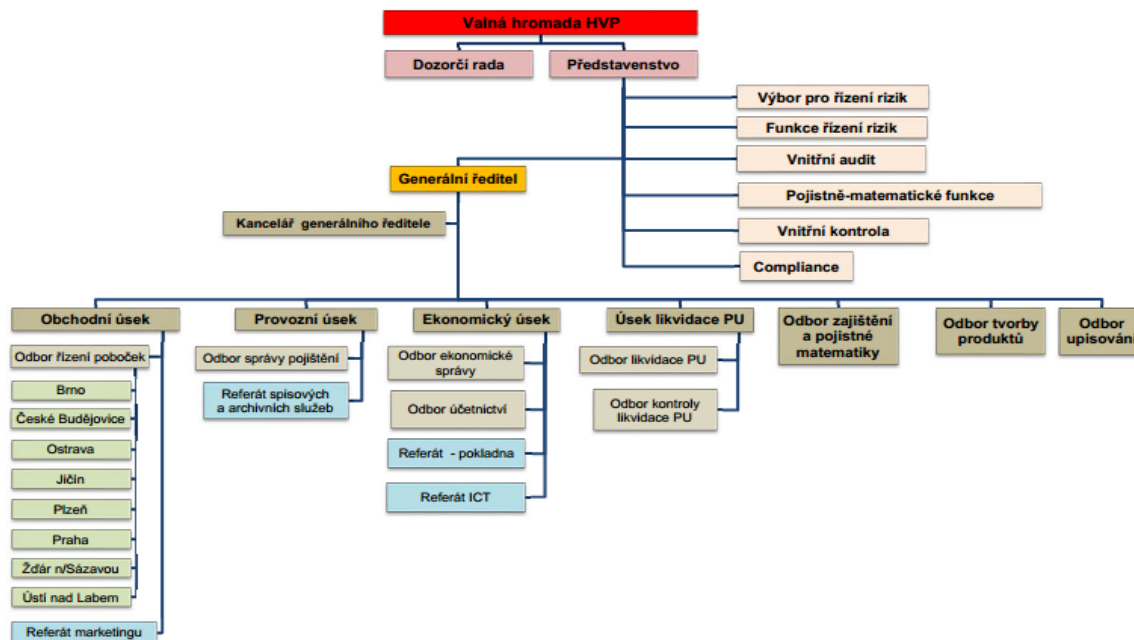 Valná hromada HVP
Dozorčí rada
Představenstvo
Výbor pro řízení rizik
Funkce řízení rizik
Vnitřní audit
Generální ředitel
Pojistně-matematické funkce
Kancelář generálního ředitele
Vnitřní kontrola
Compliance
Obchodní úsek
Provozní úsek
Ekonomický úsek
Úsek likvidace PU
Odbor zajištění
a pojistné
matematiky
Odbor tvorby
produktů
Odbor
upisování
Odbor řízení poboček
Brno
České Budějovice
Ostrava
Jičín
Plzeň
Praha
Žďár n/Sázavou
Ústí nad Labem
Referát marketingu
Odbor správy pojištění
Referát spisových
a archivních služeb
Odbor ekonomické
správy
Odbor účetnictví
Referát - pokladna
Referát ICT
Odbor likvidace PU
Odbor kontroly
likvidace PU